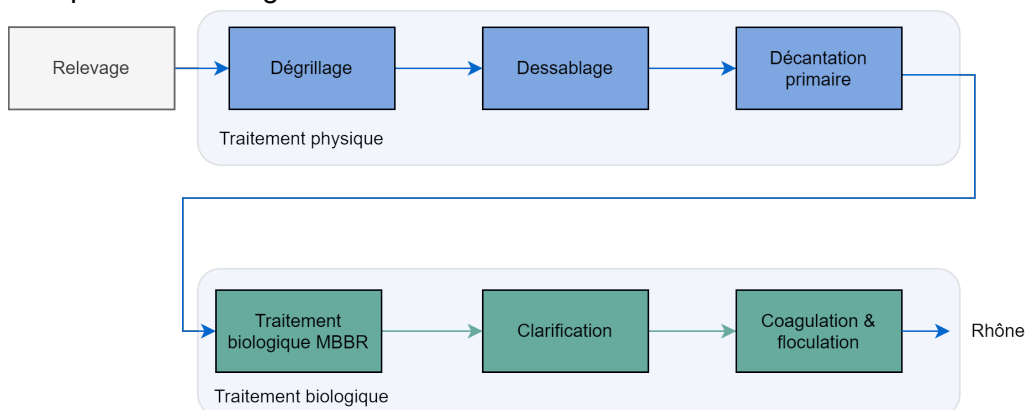 Relevage
Dégrillage
Dessablage
Décantation
primaire
Traitement physique
Traitement
biologique MBBR
Clarification
Coagulation &
floculation
Rhône
Traitement biologique